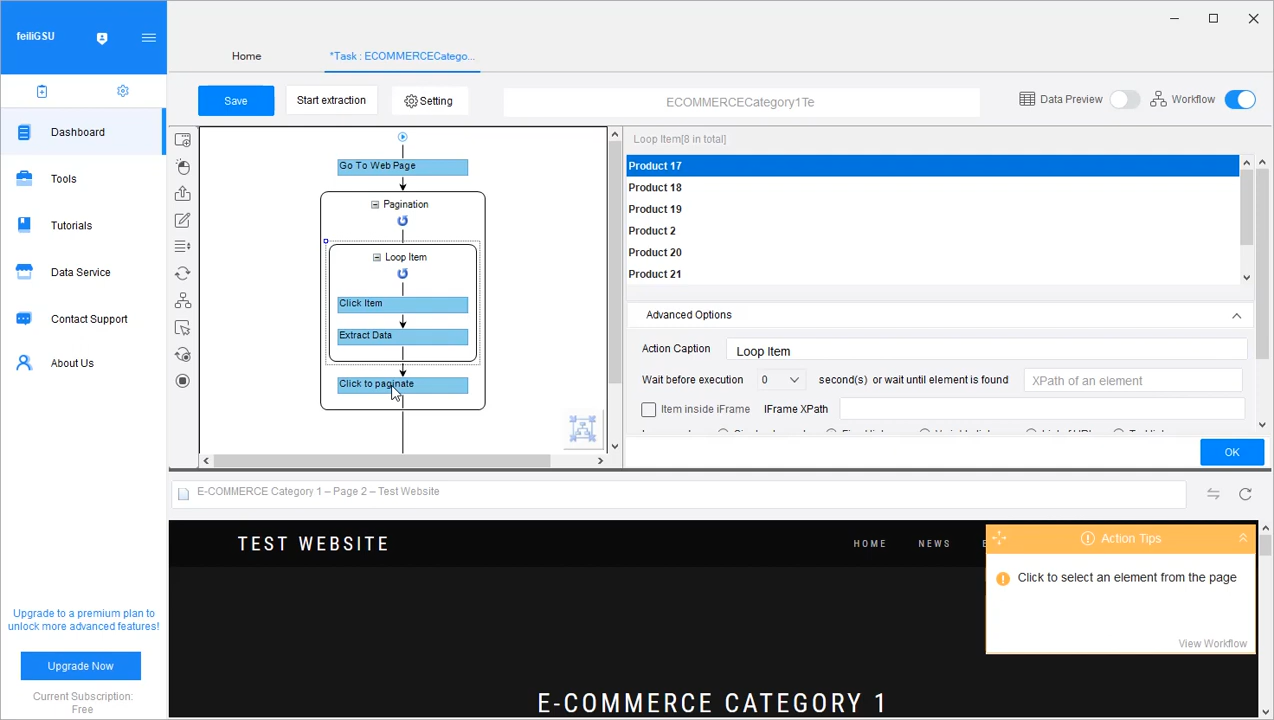 feiliGSU
Home
*Task : ECOMMERCECatego...
Save
Start extraction
Setting
ECOMMERCECategory1Te
Data Preview
Workflow
Dashboard
Tools
Tutorials
Data Service
Contact Support
About Us
Upgrade to a premium plan to
unlock more advanced features!
Upgrade Now
Current Subscription:
Free
Go To Web Page
Pagination
Loop Item
Click Item
Extract Data
Click to paginate
Loop Item[8 in total]
Product 17
Product 18
Product 19
Product 2
Product 20
Product 21
Advanced Options
Action Caption
Loop Item
Wait before execution
0
second(s) or wait until element is found
XPath of an element
Item inside iFrame
IFrame XPath
OK
E-COMMERCE Category 1 – Page 2 – Test Website
TEST WEBSITE
HOME
NEWS
Action Tips
Click to select an element from the page
View Workflow
E-COMMERCE CATEGORY 1